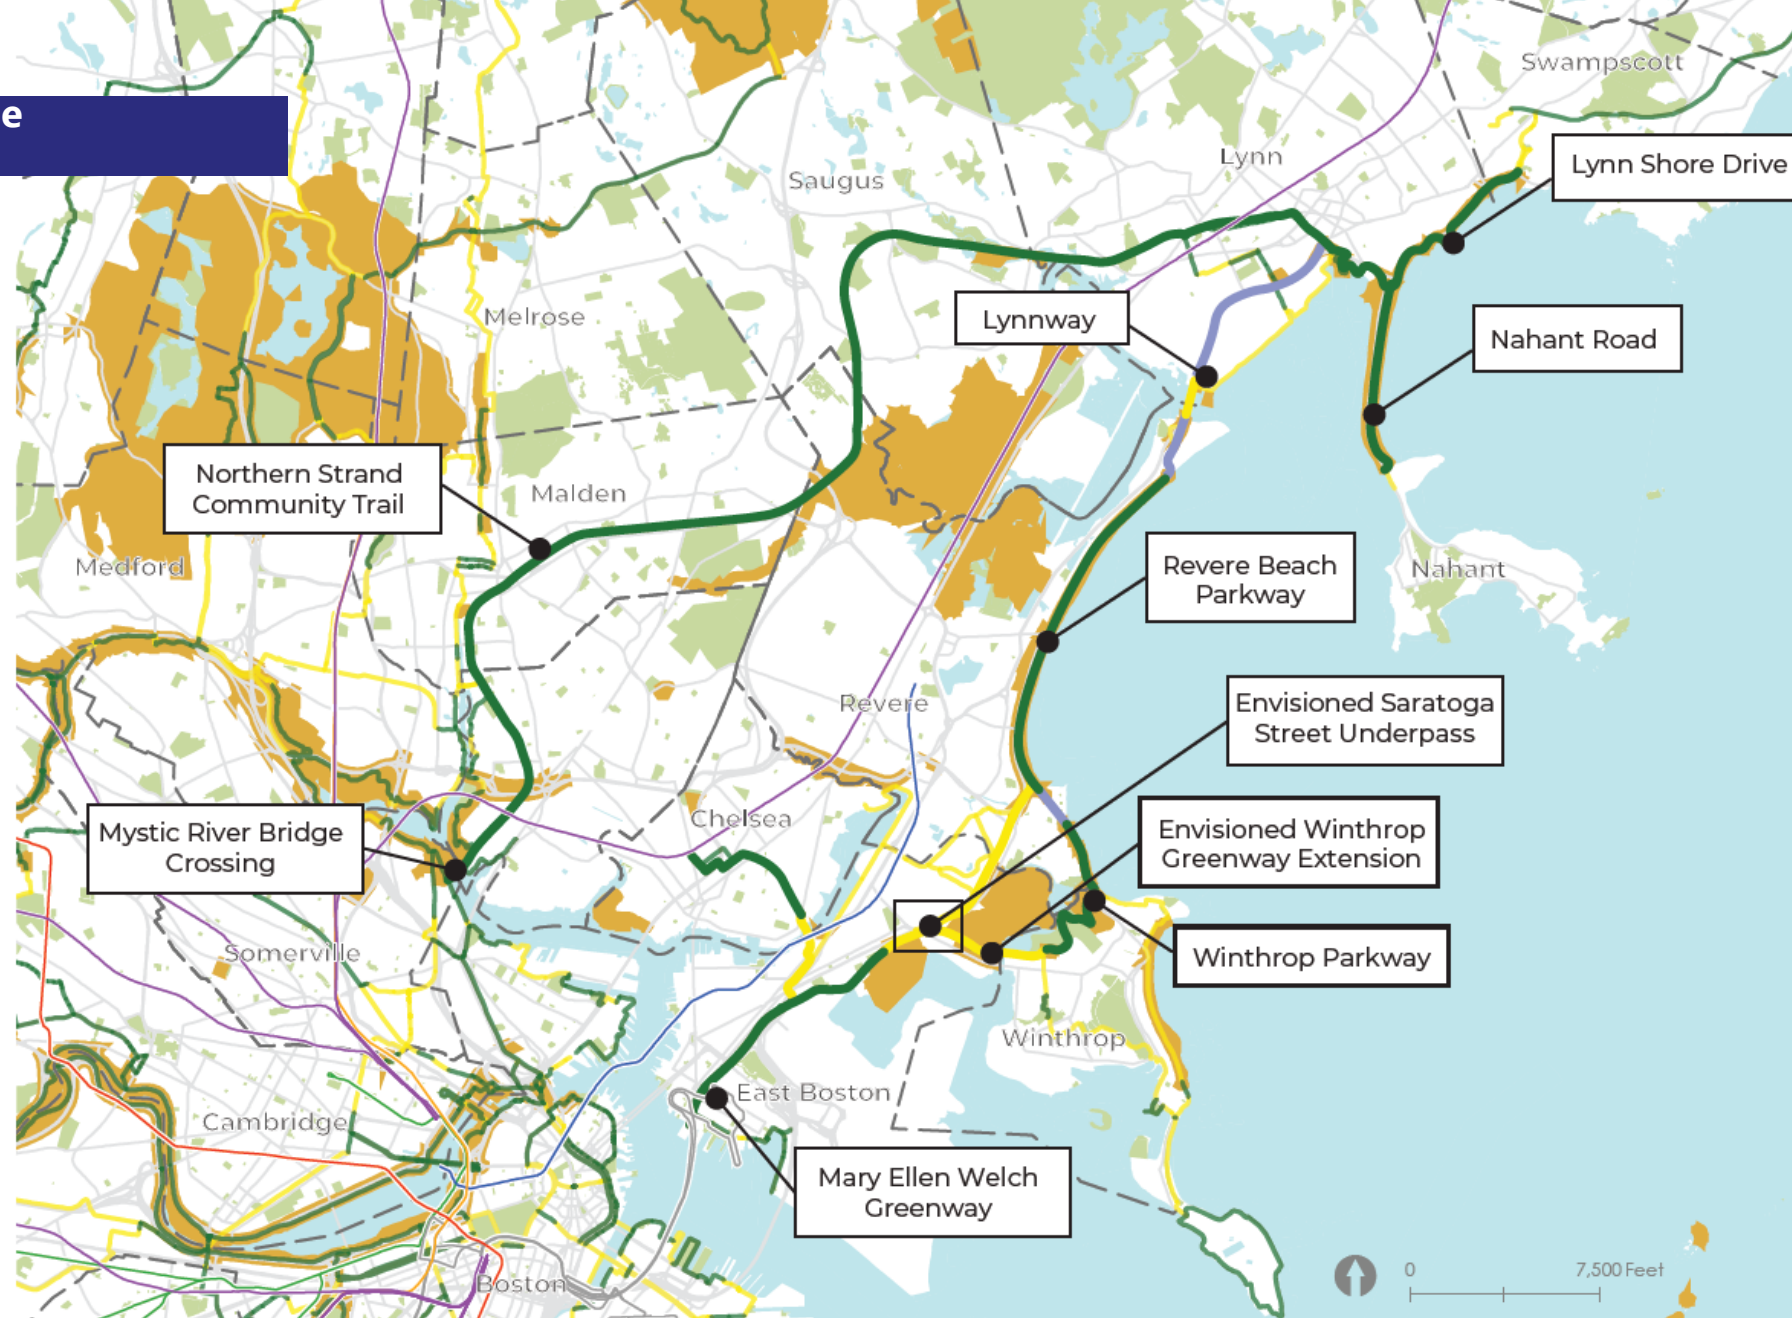 e
Swampscott
Lynn Shore Drive
Lynn
Saugus
Lynnway
Melrose
Nahant Road
Northern Strand
Community Trail
Malden
Medford
Revere Beach
Parkway
Nahant
Revere
Envisioned Saratoga
Street Underpass
Chelsea
Mystic River Bridge
Crossing
Envisioned Winthrop
Greenway Extension
Somerville
Winthrop Parkway
Winthrop
East Boston
Cambridge
Mary Ellen Welch
Greenway
Boston
0
7,500 Feet